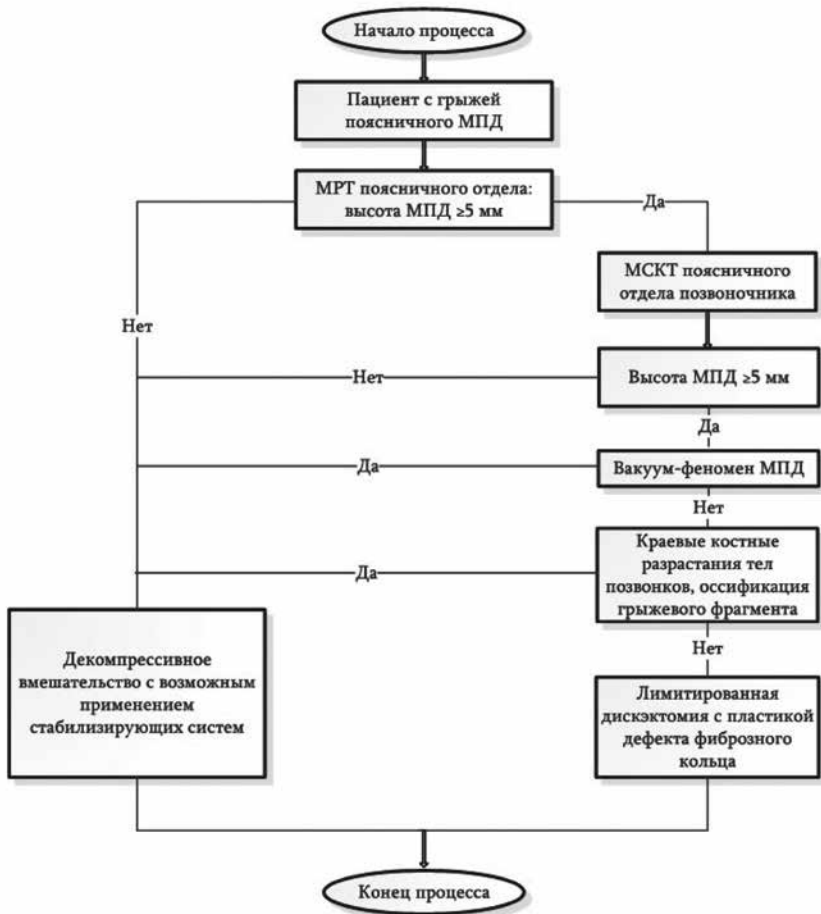 Начало процесса
Пациент с грыжей
поясничного МПД
МРТ поясничного отдела:
высота МПД ≥5 мм
Да
МСКТ поясничного
отдела позвоночника
Нет
Нет
Высота МПД ≥5 мм
Да
Да
Вакуум-феномен МПД
Нет
Да
Краевые костные
разрастания тел
позвонков, оссификация
грыжевого фрагмента
Нет
Декомпрессивное
вмешательство с возможным
применением
стабилизирующих систем
Лимитированная
дискэктомия с пластикой
дефекта фиброзного
кольца
Конец процесса